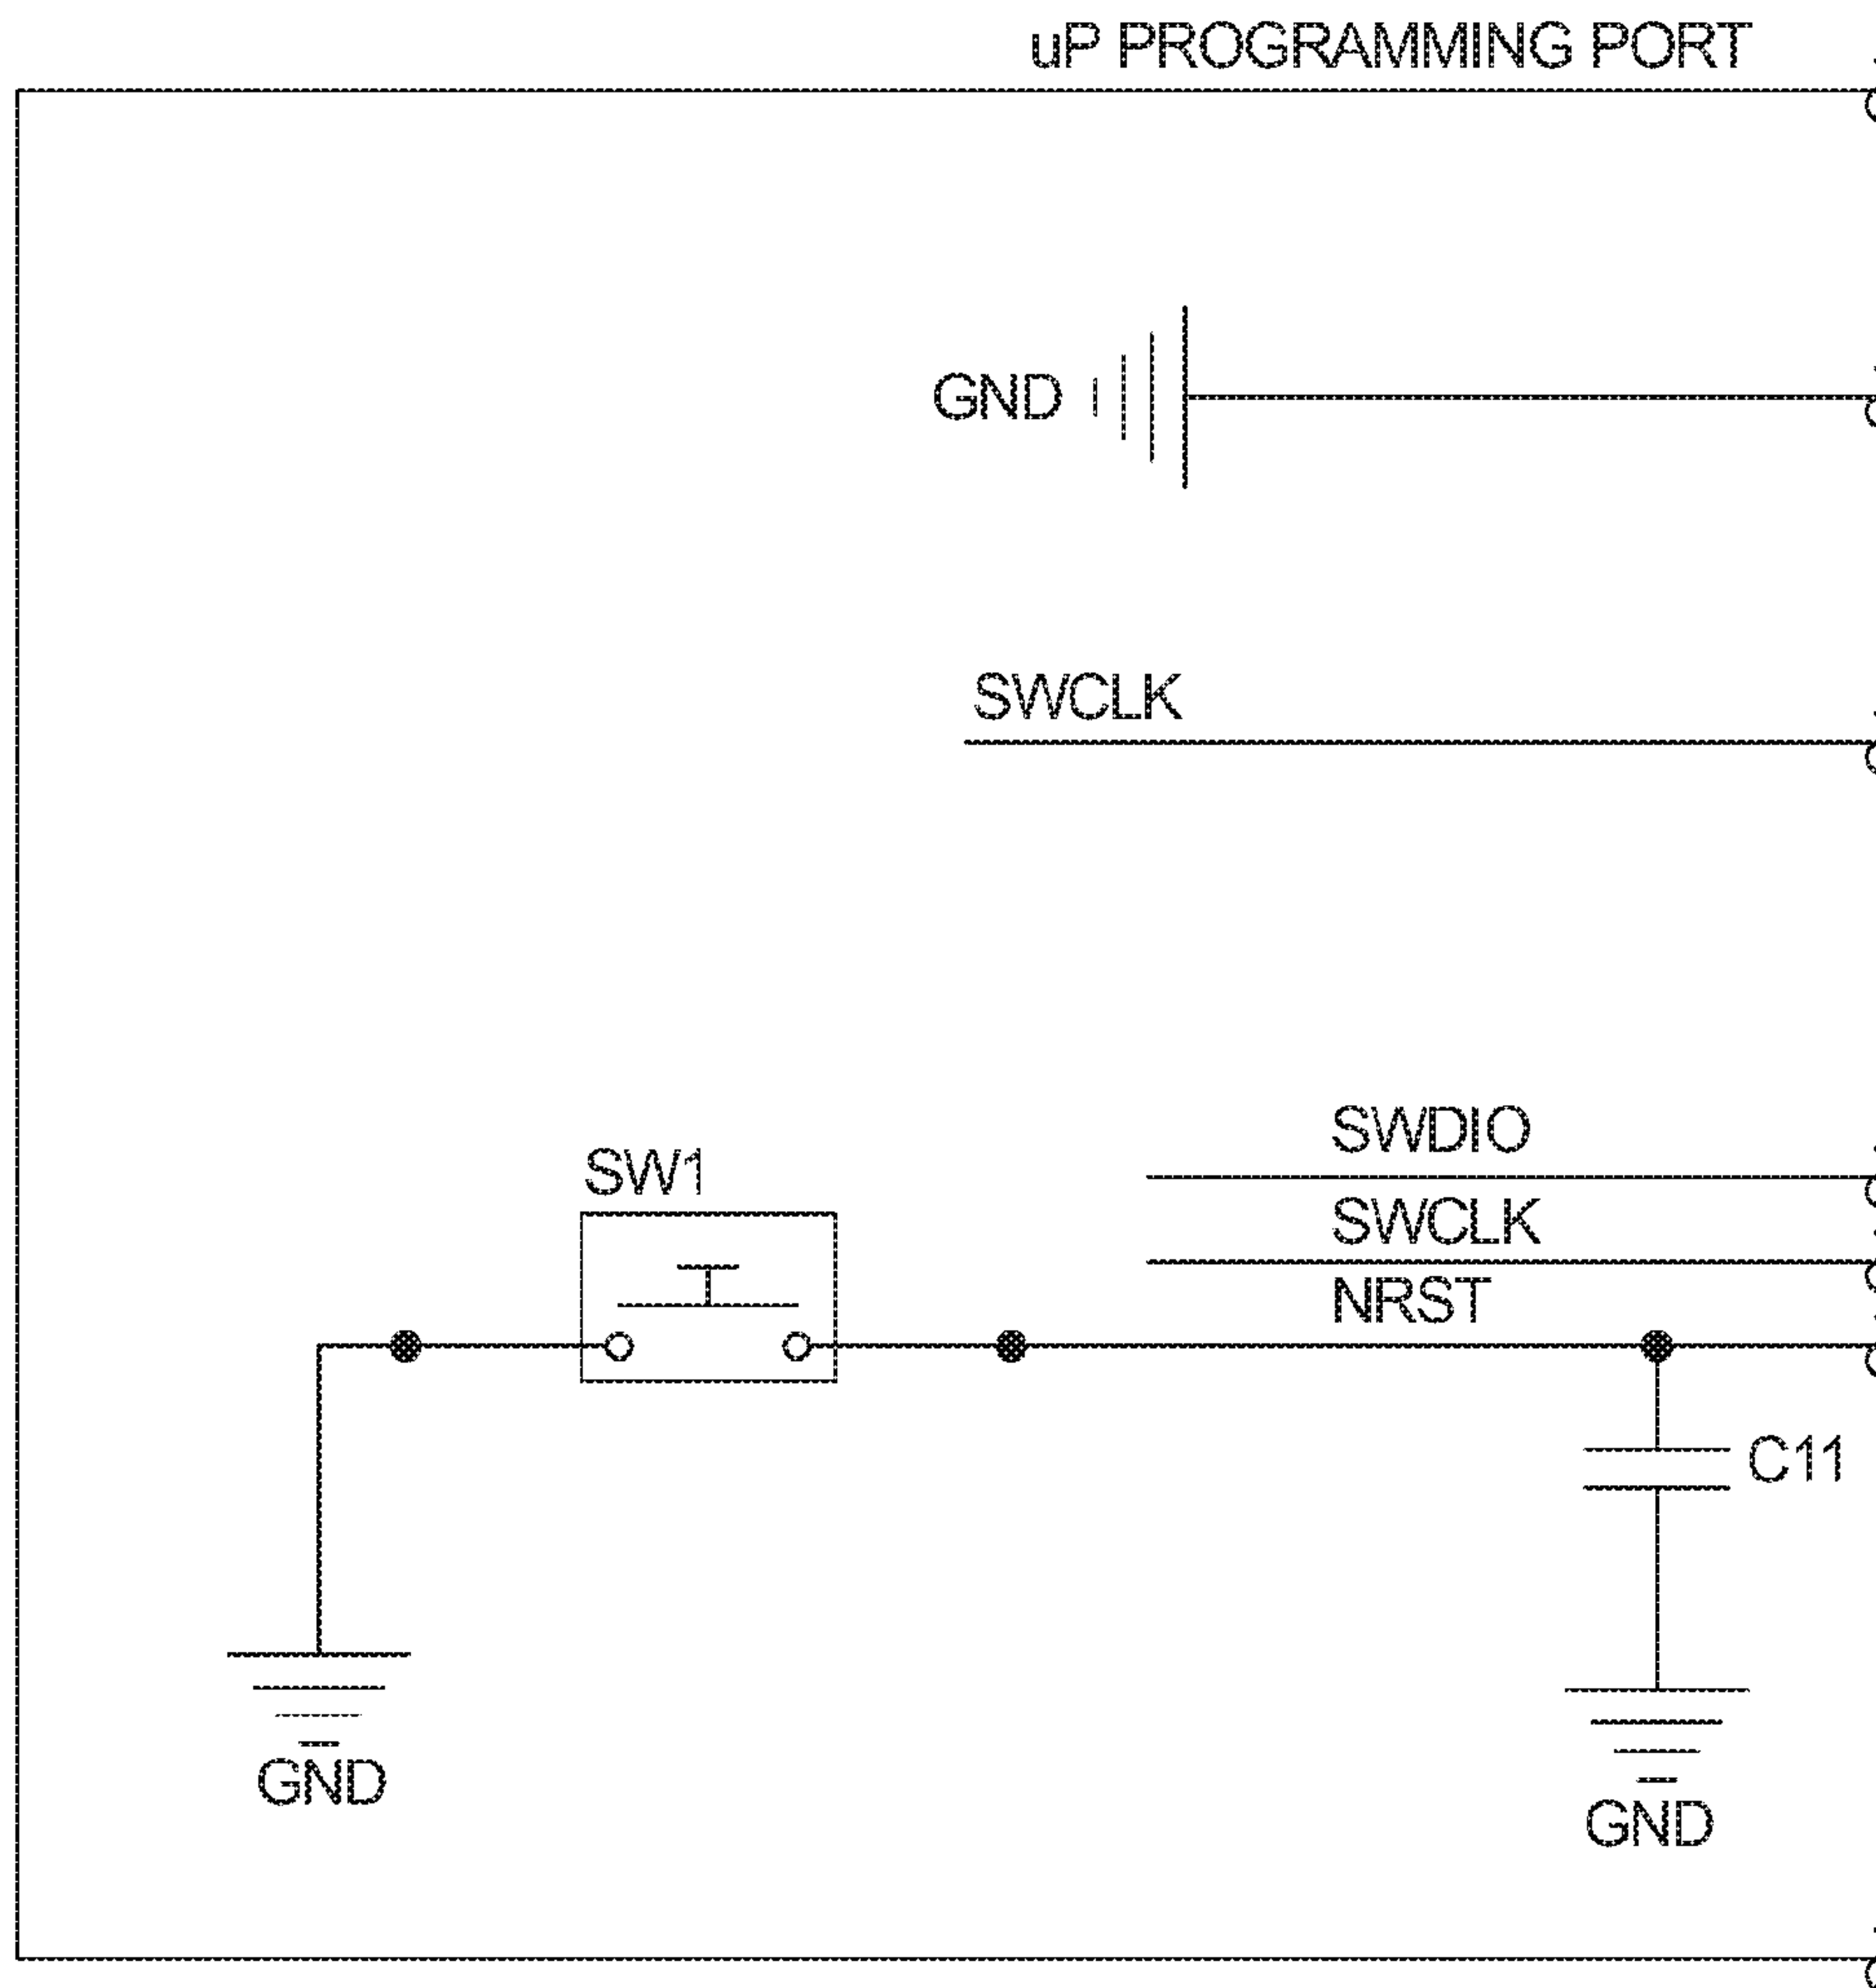 uP PROGRAMMING PORT
GND
SWCLK
SWDIO
SW1
SWCLK
NRST
C11
GND
GND